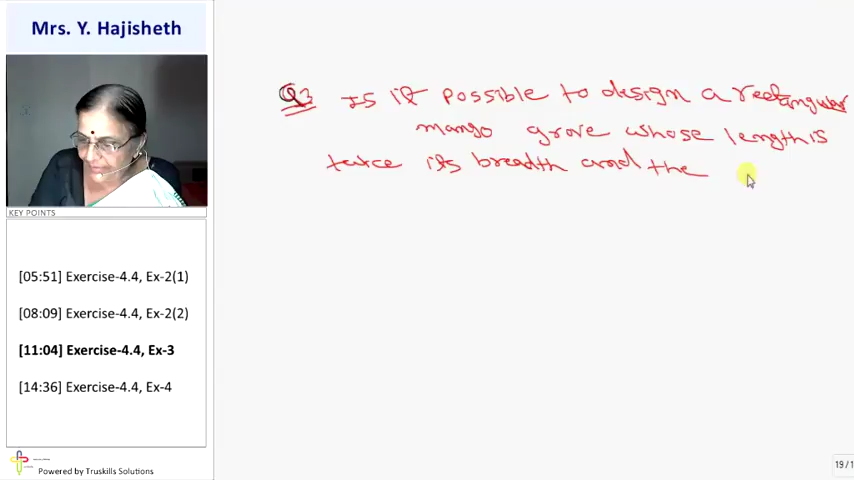 Mrs. Y. Hajisheth
KEY POINTS
[05:51] Exercise-4.4, Ex-2(1)
[08:09] Exercise-4.4, Ex-2(2)
[11:04] Exercise-4.4, Ex-3
[14:36] Exercise-4.4, Ex-4
Powered by Truskills Solutions
Q3 Is it possible to design a rectangular
mango grove whose length is
twice its breadth and the
19/1